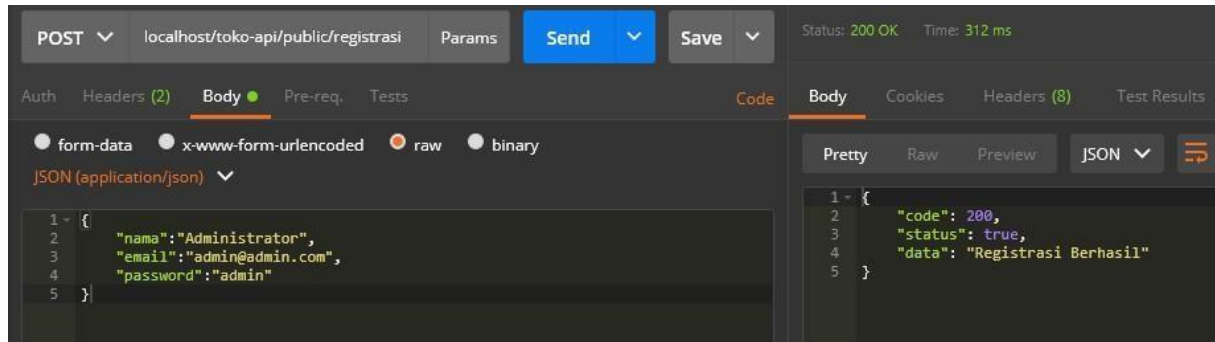 POST localhost/toko-api/public/registrasi Params Send Save
Auth Headers (2) Body Pre-req. Tests Code
form-data x-www-form-urlencoded raw binary
JSON (application/json)
1 {
2 "nama":"Administrator",
3 "email":"admin@admin.com",
4 "password":"admin"
5 }
Status: 200 OK Time: 312 ms
Body Cookies Headers (8) Test Results
Pretty Raw Preview JSON
1 {
2 "code": 200,
3 "status": true,
4 "data": "Registrasi Berhasil"
5 }